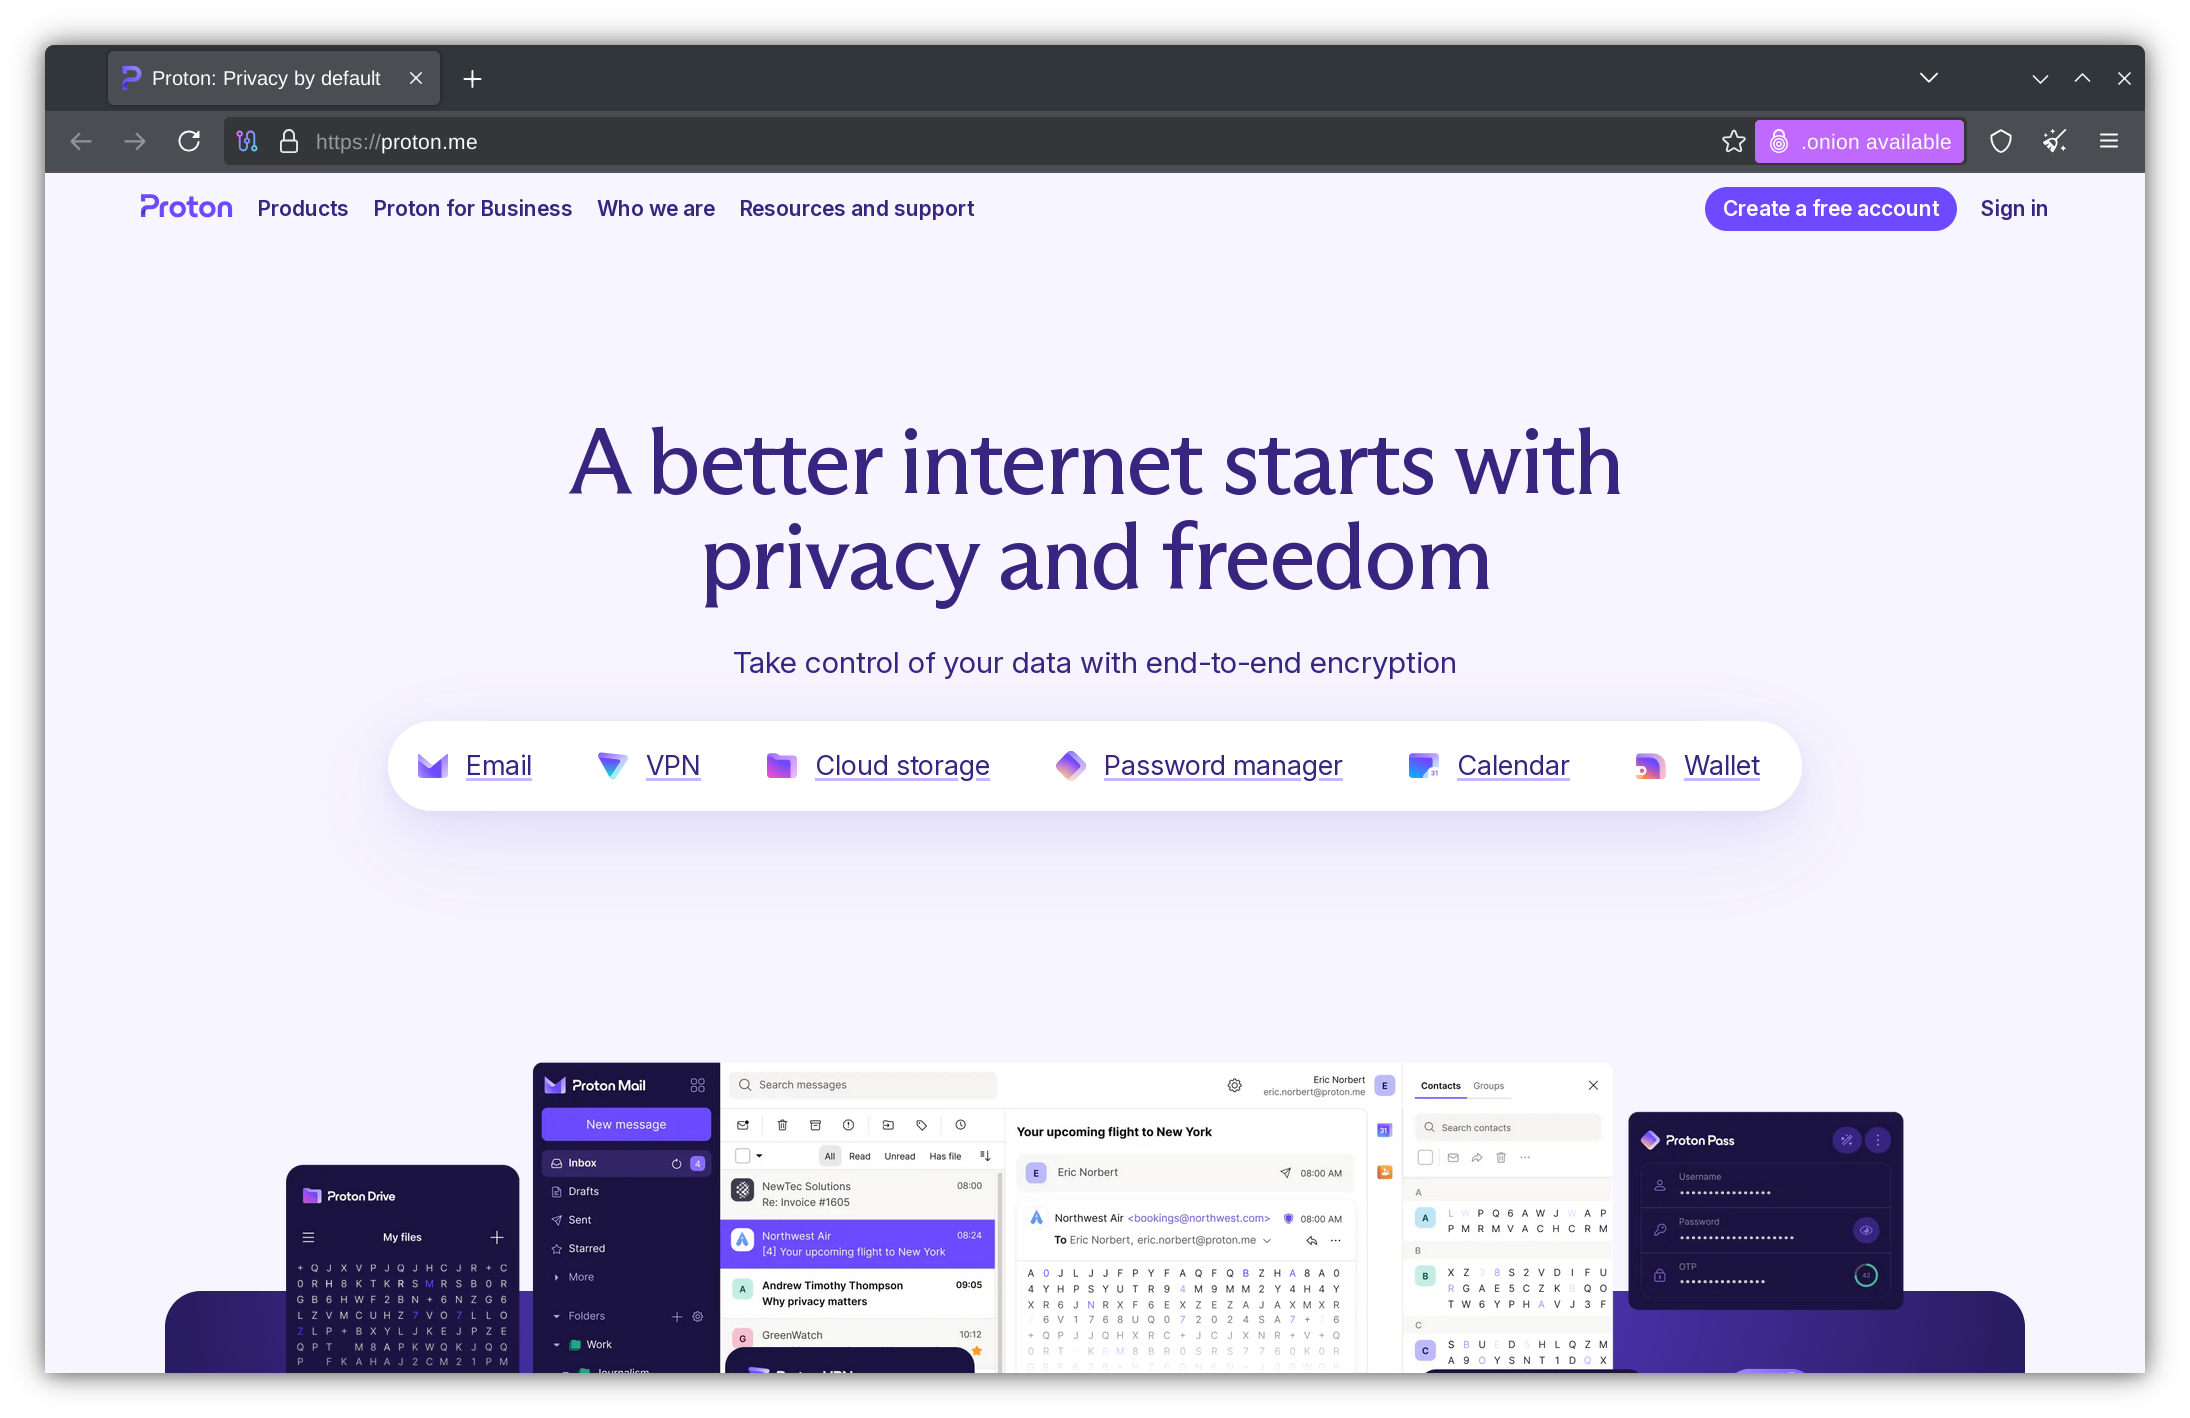 Proton: Privacy by default
https://proton.me
.onion available
Proton
Products
Proton for Business
Who we are
Resources and support
Create a free account
Sign in
A better internet starts with
privacy and freedom
Take control of your data with end-to-end encryption
Email
VPN
Cloud storage
Password manager
Calendar
Wallet
Proton Drive
My files
Proton Mail
New message
Inbox
4
Drafts
Sent
Starred
More
Folders
Work
Search messages
Eric Norbert
eric.norbert@proton.me
E
All
Read
Unread
Has file
NewTec Solutions 08:00
Re: Invoice #1605
Northwest Air 08:24
[4] Your upcoming flight to New York
A
Andrew Timothy Thompson 09:05
Why privacy matters
G
GreenWatch 10:12
Your upcoming flight to New York
E
Eric Norbert 08:00 AM
Northwest Air <bookings@northwest.com> 08:00 AM
To Eric Norbert, eric.norbert@proton.me
31
Contacts
Groups
Search contacts
A
A
B
B
C
C
Proton Pass
Username
Password
OTP
42